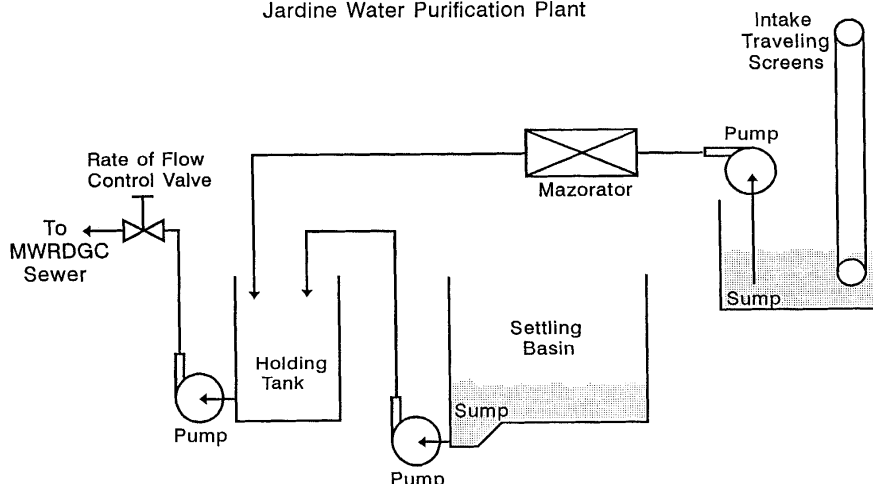 Jardine Water Purification Plant
Intake
Traveling
Screens
Pump
Mazorator
Rate of Flow
Control Valve
To
MWRDGC
Sewer
Sump
Settling
Basin
Holding
Tank
Sump
Pump
Pump